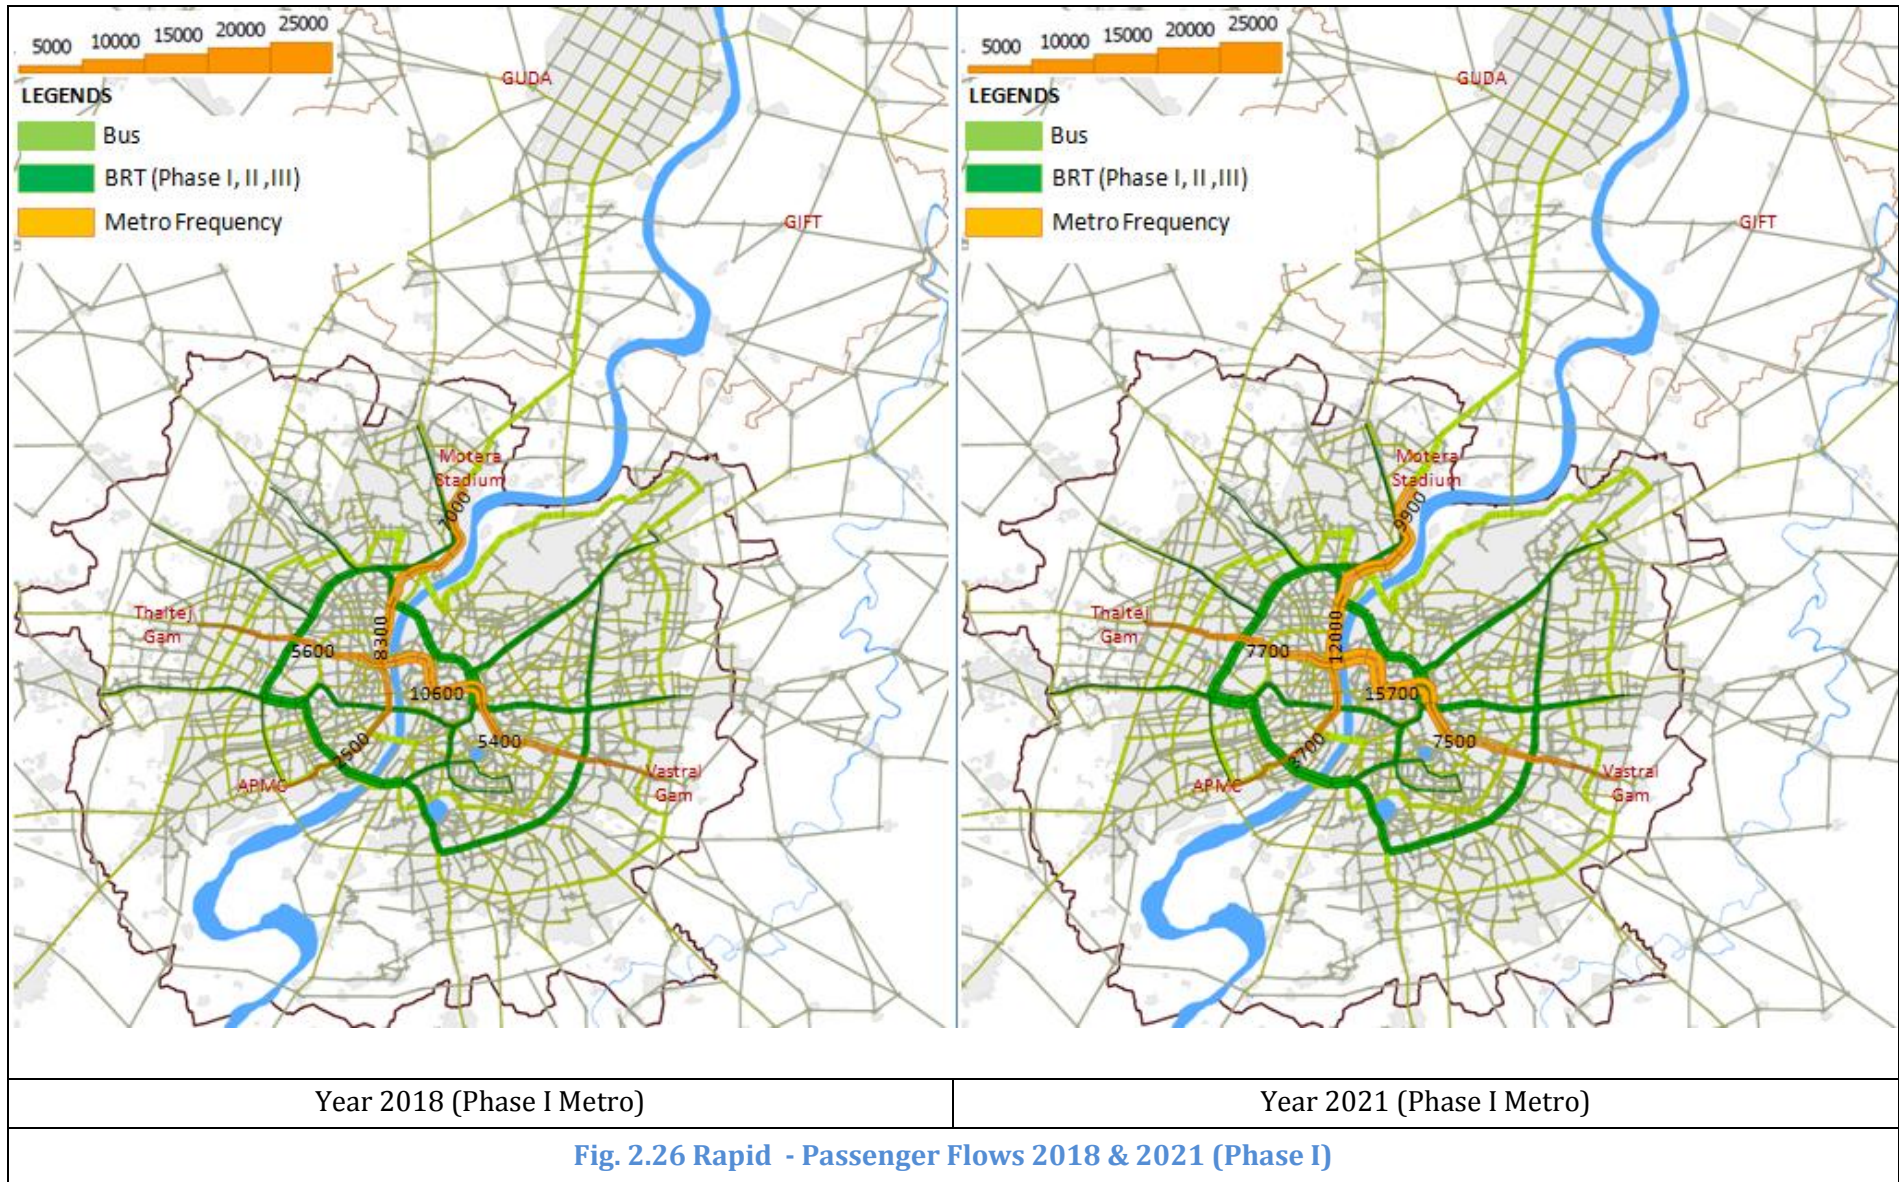 5000 10000 15000 20000 25000
LEGENDS
Bus
BRT (Phase I, II ,III)
Metro Frequency
GUDA
GIFT
Motera
Stadium
7000
Thaltej
Gam
5600
8300
10600
2500
5400
APMC
Vastral
Gam
5000 10000 15000 20000 25000
LEGENDS
Bus
BRT (Phase I, II ,III)
Metro Frequency
GUDA
GIFT
Motera
Stadium
9900
Thaltej
Gam
7700
12000
15700
3700
7500
APMC
Vastral
Gam
Year 2018 (Phase I Metro)
Year 2021 (Phase I Metro)
Fig. 2.26 Rapid - Passenger Flows 2018 & 2021 (Phase I)